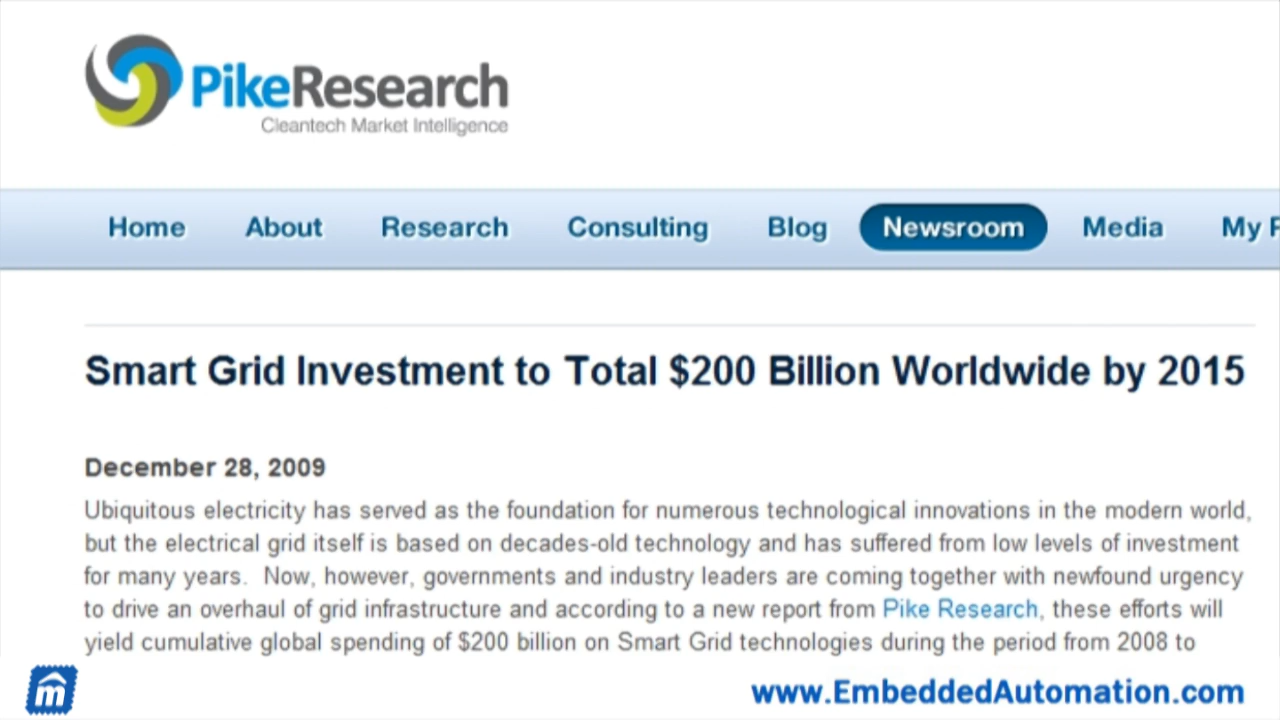 PikeResearch
Cleantech Market Intelligence
Home About Research Consulting Blog Newsroom Media My
Smart Grid Investment to Total $200 Billion Worldwide by 2015
December 28, 2009
Ubiquitous electricity has served as the foundation for numerous technological innovations in the modern world,
but the electrical grid itself is based on decades-old technology and has suffered from low levels of investment
for many years.  Now, however, governments and industry leaders are coming together with newfound urgency
to drive an overhaul of grid infrastructure and according to a new report from Pike Research, these efforts will
yield cumulative global spending of $200 billion on Smart Grid technologies during the period from 2008 to
m
www.EmbeddedAutomation.com